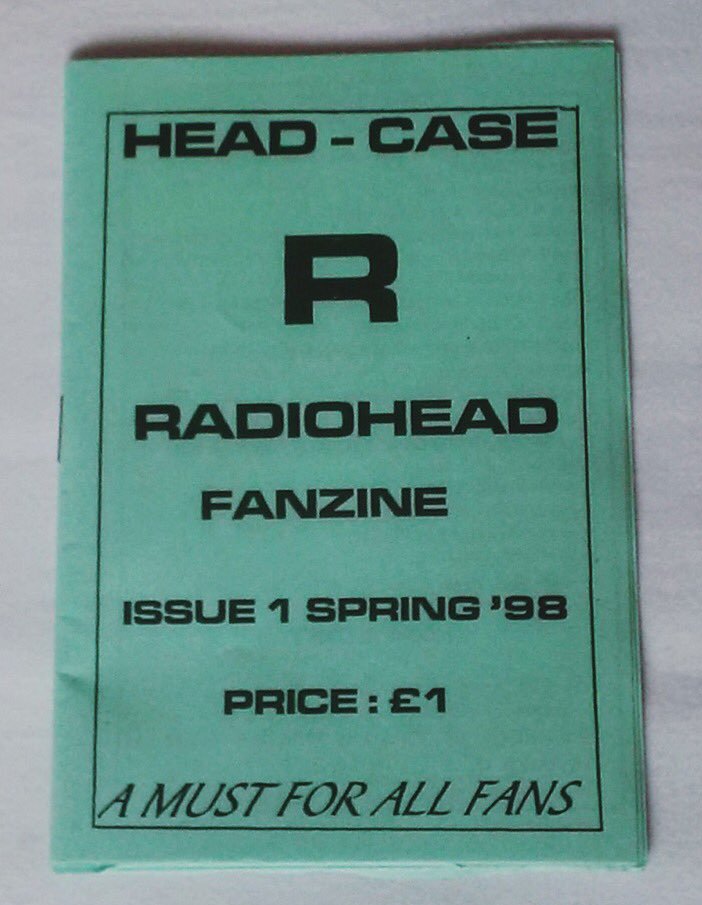 HEAD - CASE
R
RADIOHEAD
FANZINE
ISSUE 1 SPRING '98
PRICE : £1
A MUST FOR ALL FANS